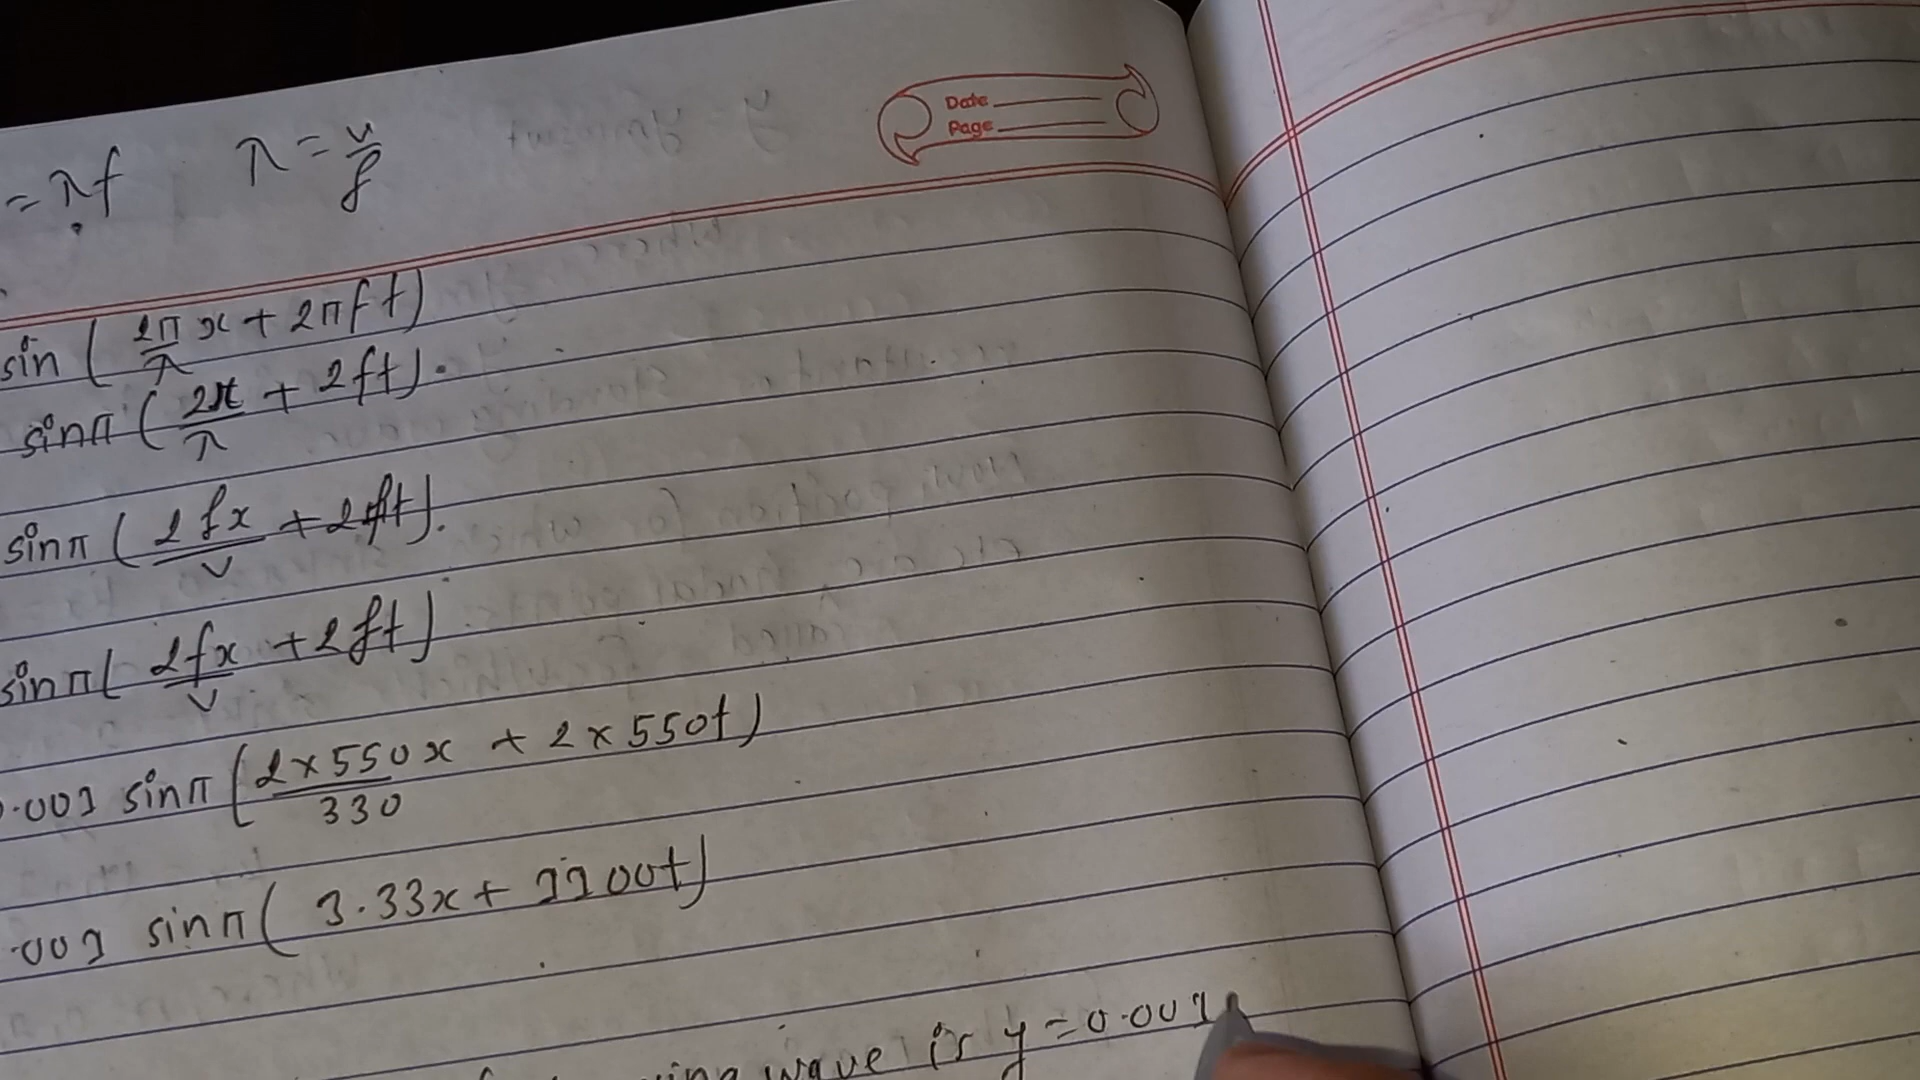 = λf λ = v/f
Date
Page
sin ( 2π/λ x + 2πft)
sinπ ( 2x/λ + 2ft).
sinπ ( 2fx/v + 2ft).
sinπ( 2fx/v + 2ft)
0.001 sinπ (2×550x/330 + 2×550t)
.001 sinπ( 3.33x + 1100t)
wave is y = 0.001